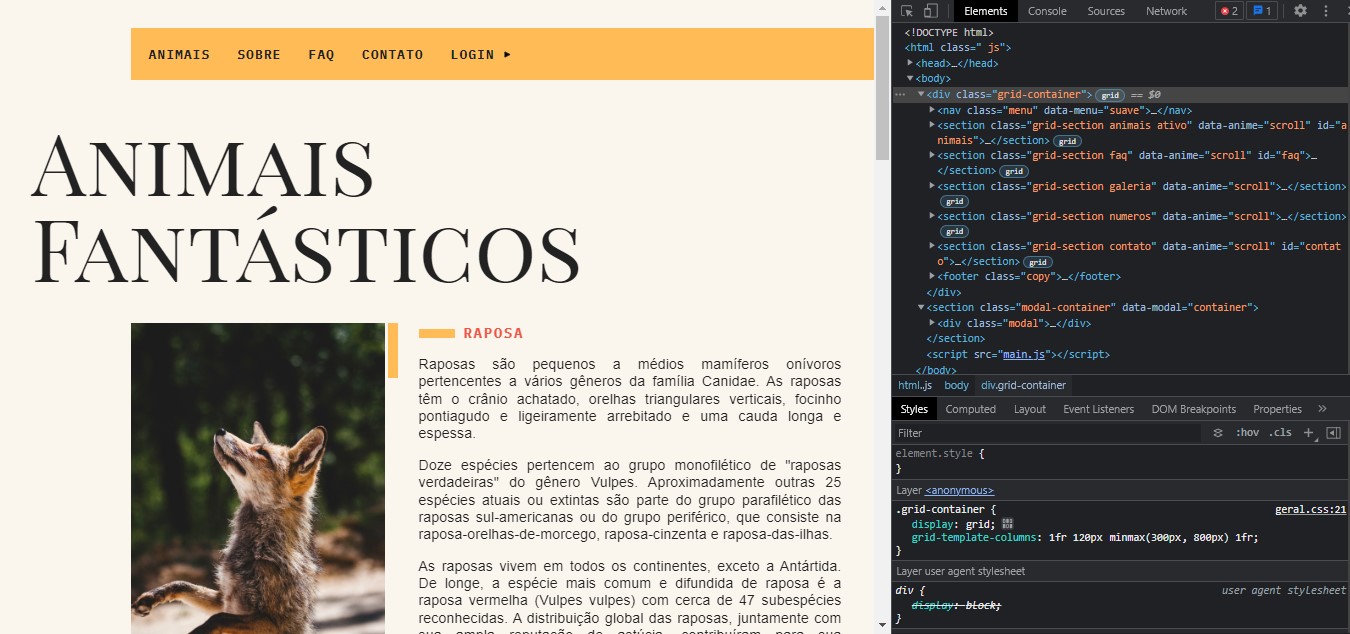 ANIMAIS SOBRE FAQ CONTATO LOGIN ▸
ANIMAIS
FANTÁSTICOS
RAPOSA
Raposas são pequenos a médios mamíferos onívoros
pertencentes a vários gêneros da família Canidae. As raposas
têm o crânio achatado, orelhas triangulares verticais, focinho
pontiagudo e ligeiramente arrebitado e uma cauda longa e
espessa.
Doze espécies pertencem ao grupo monofilético de "raposas
verdadeiras" do gênero Vulpes. Aproximadamente outras 25
espécies atuais ou extintas são parte do grupo parafilético das
raposas sul-americanas ou do grupo periférico, que consiste na
raposa-orelhas-de-morcego, raposa-cinzenta e raposa-das-ilhas.
As raposas vivem em todos os continentes, exceto a Antártida.
De longe, a espécie mais comum e difundida de raposa é a
raposa vermelha (Vulpes vulpes) com cerca de 47 subespécies
reconhecidas. A distribuição global das raposas, juntamente com
sua ampla reputação de astúcia, contribuíram para sua
Elements Console Sources Network 2 1
<!DOCTYPE html>
<html class=" js">
<head>…</head>
<body>
<div class="grid-container"> grid == $0
<nav class="menu" data-menu="suave">…</nav>
<section class="grid-section animais ativo" data-anime="scroll" id="a
nimais">…</section> grid
<section class="grid-section faq" data-anime="scroll" id="faq">…
</section> grid
<section class="grid-section galeria" data-anime="scroll">…</section>
grid
<section class="grid-section numeros" data-anime="scroll">…</section>
grid
<section class="grid-section contato" data-anime="scroll" id="contat
o">…</section> grid
<footer class="copy">…</footer>
</div>
<section class="modal-container" data-modal="container">
<div class="modal">…</div>
</section>
<script src="main.js"></script>
</body>
html.js body div.grid-container
Styles Computed Layout Event Listeners DOM Breakpoints Properties »
Filter :hov .cls +
element.style {
}
Layer <anonymous>
.grid-container { geral.css:21
display: grid;
grid-template-columns: 1fr 120px minmax(300px, 800px) 1fr;
}
Layer user agent stylesheet
div { user agent stylesheet
display: block;
}